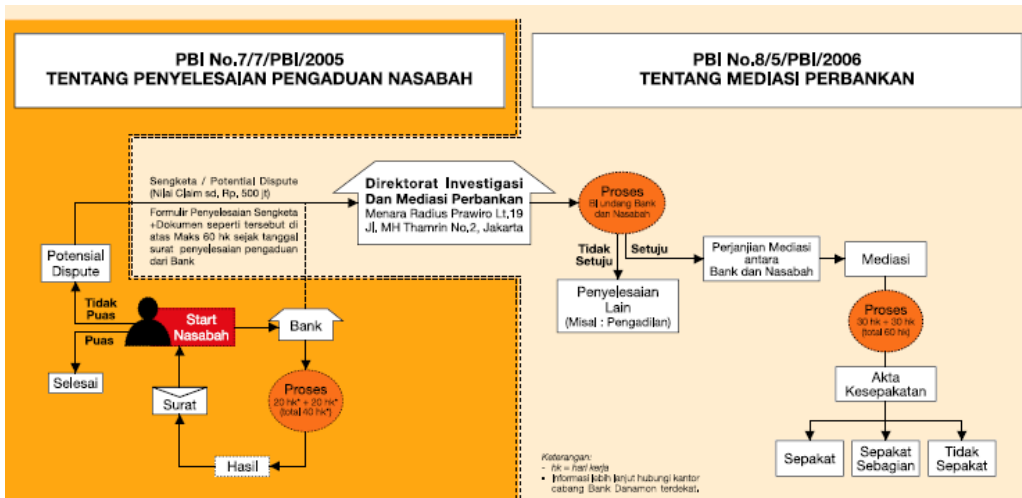 PBI No.7/7/PBI/2005
TENTANG PENYELESAIAN PENGADUAN NASABAH
PBI No.8/5/PBI/2006
TENTANG MEDIASI PERBANKAN
Sengketa / Potential Dispute
(Nilai Claim sd, Rp, 500 jt)
Formulir Penyelesaian Sengketa
+Dokumen seperti tersebut di
atas Maks 60 hk sejak tanggal
surat penyelesaian pengaduan
dari Bank
Direktorat Investigasi
Dan Mediasi Perbankan
Menara Radius Prawiro Lt,19
Jl, MH Thamrin No,2, Jakarta
Proses
BI undang Bank
dan Nasabah
Tidak
Setuju
Setuju
Perjanjian Mediasi
antara
Bank dan Nasabah
Mediasi
Penyelesaian
Lain
(Misal : Pengadilan)
Proses
30 hk + 30 hk
(total 60 hk)
Akta
Kesepakatan
Sepakat
Sepakat
Sebagian
Tidak
Sepakat
Potensial
Dispute
Tidak
Puas
Puas
Start
Nasabah
Bank
Selesai
Surat
Proses
20 hk* + 20 hk*
(total 40 hk*)
Hasil
Keterangan:
- hk = hari kerja
• Informasi lebih lanjut hubungi kantor
cabang Bank Danamon terdekat.